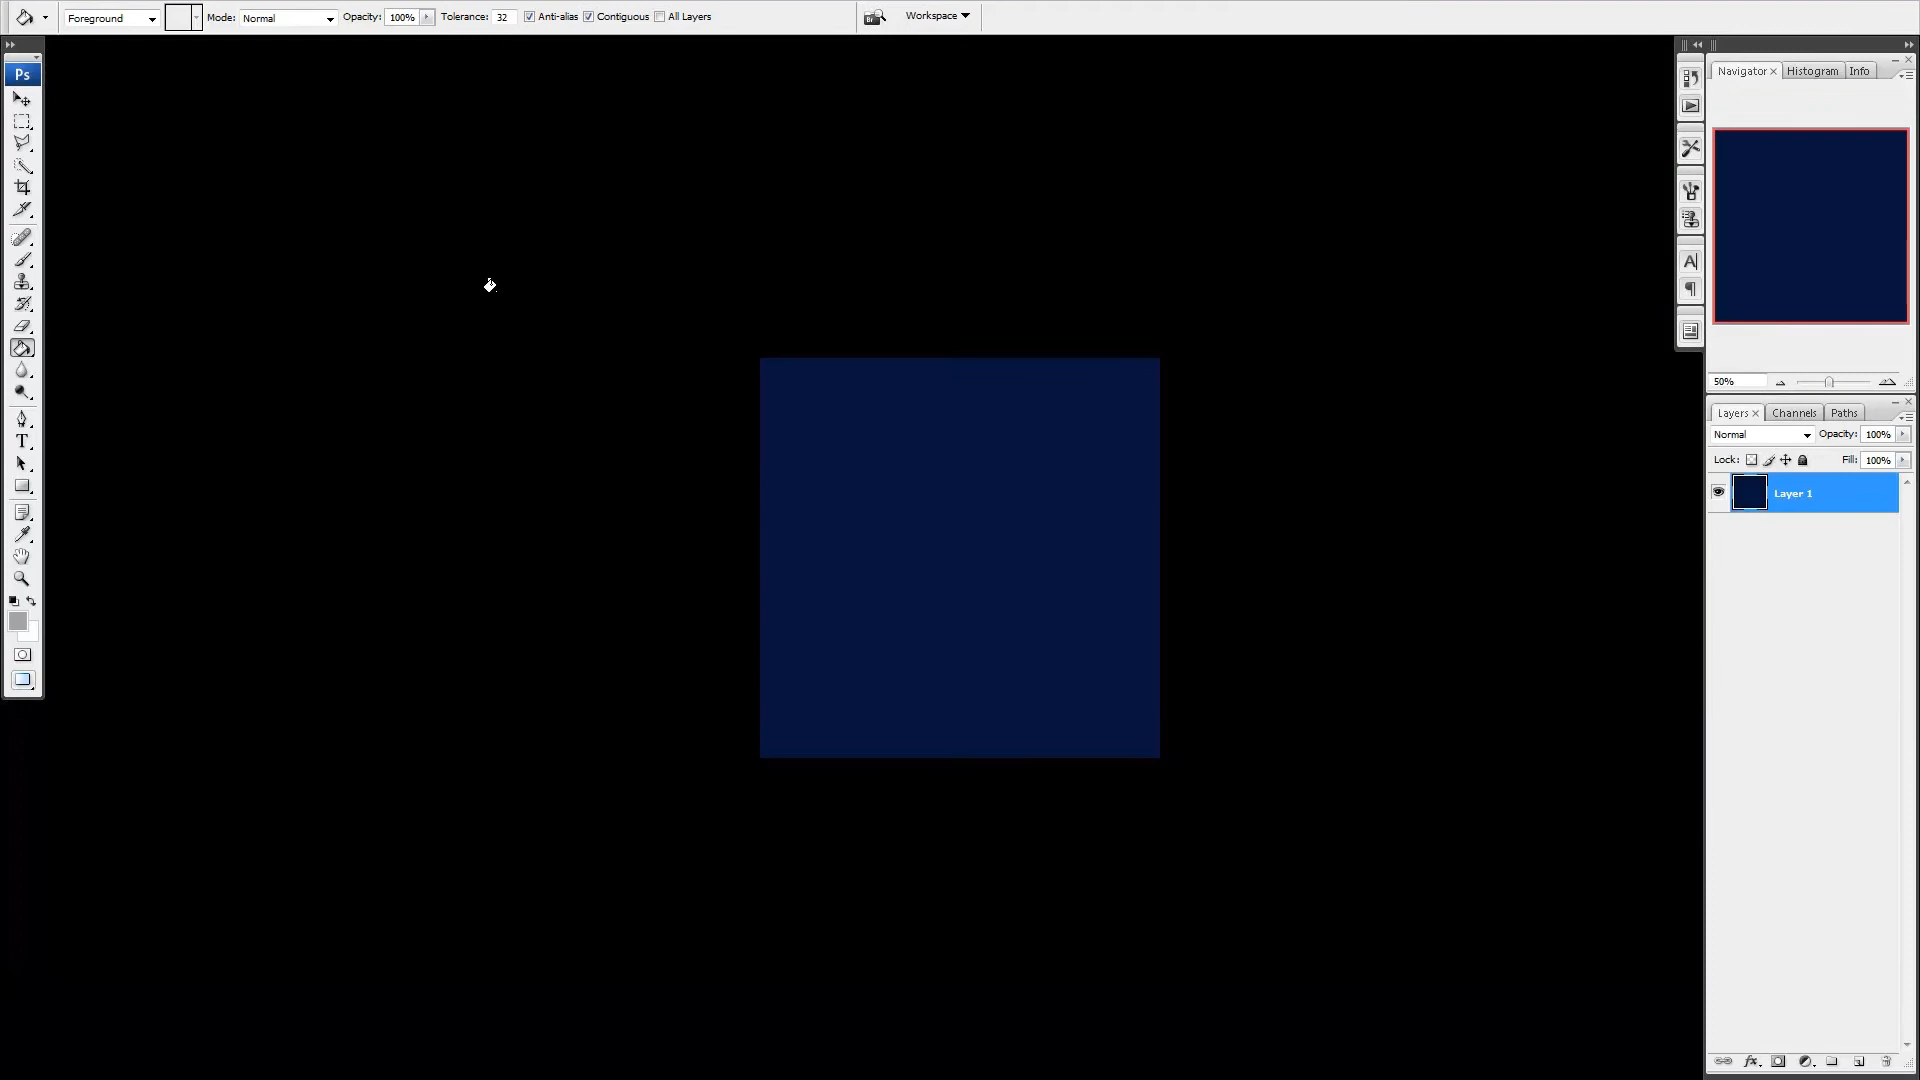 Foreground Mode: Normal Opacity: 100% Tolerance: 32 Anti-alias Contiguous All Layers Workspace
Ps
Navigator Histogram Info
50%
Layers Channels Paths
Normal Opacity: 100%
Lock: Fill: 100%
Layer 1